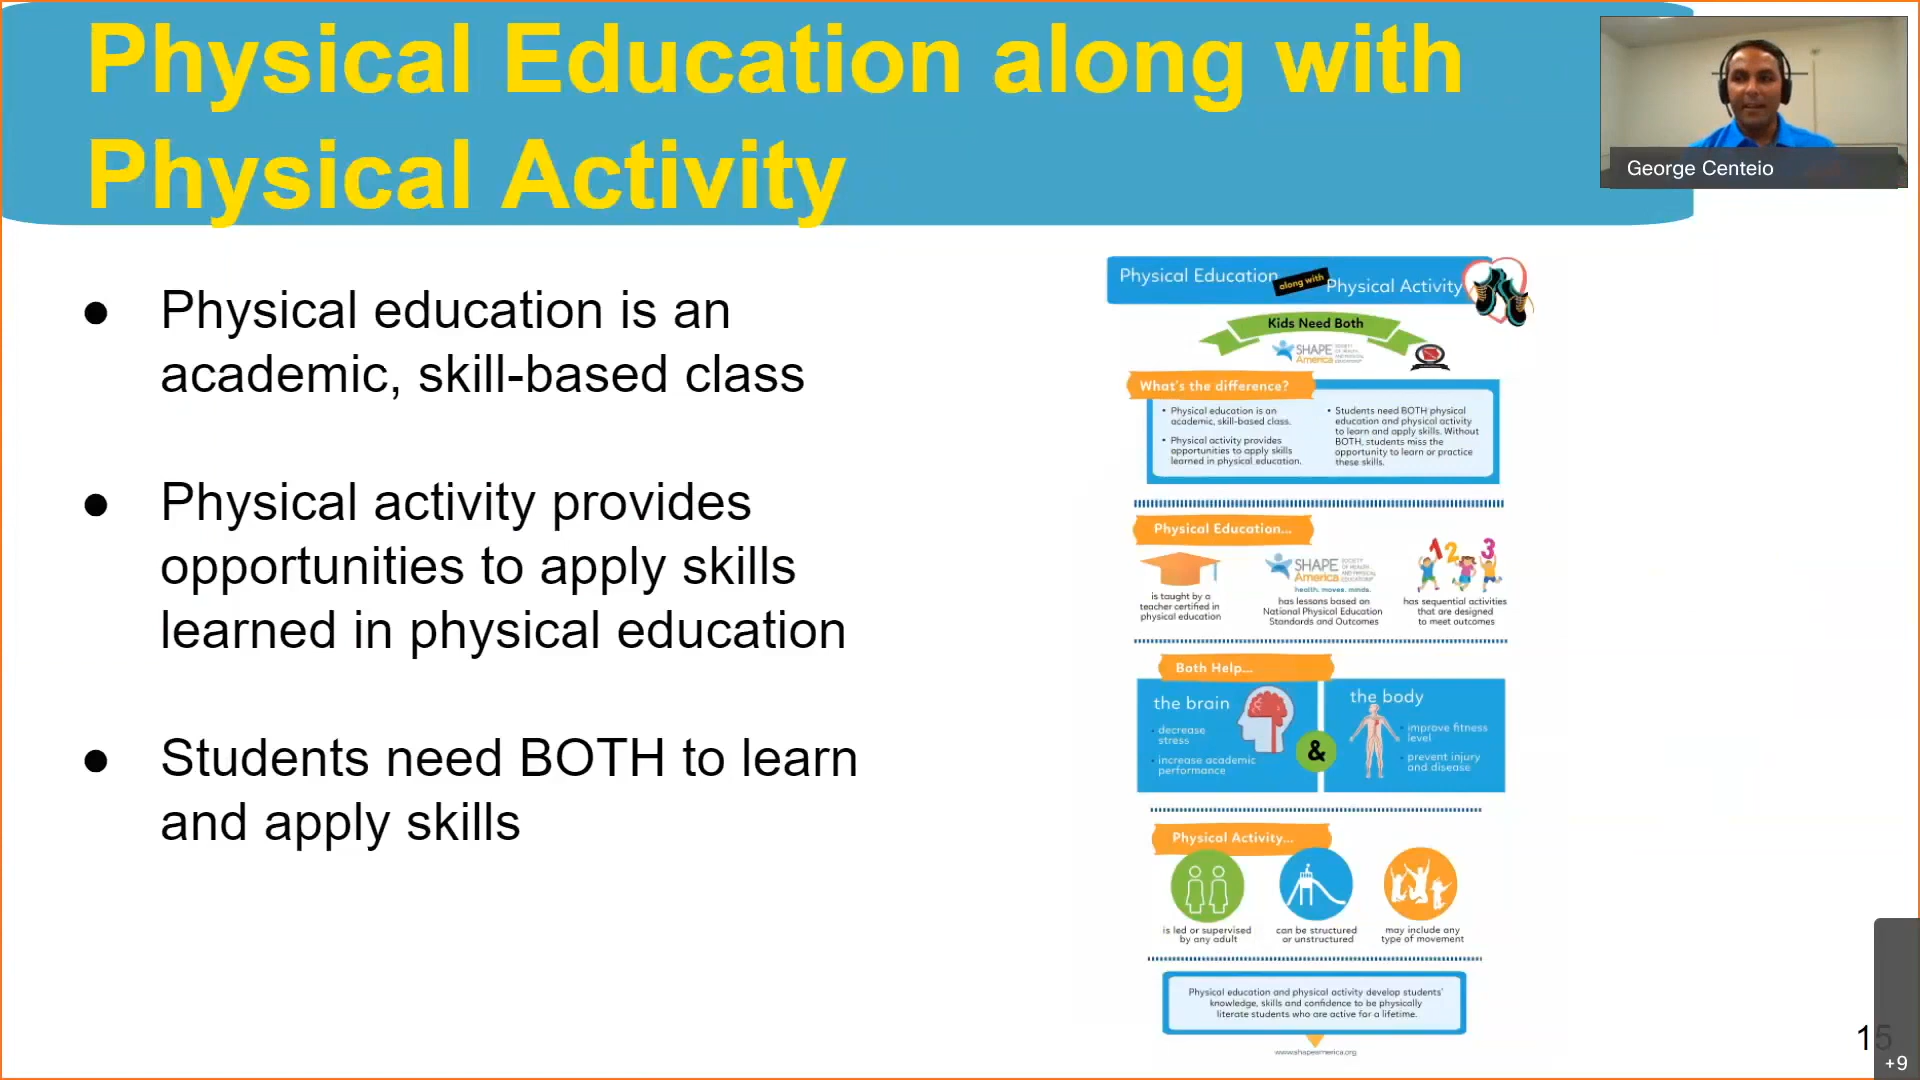 Physical Education along with
Physical Activity
George Centeio
● Physical education is an
academic, skill-based class
● Physical activity provides
opportunities to apply skills
learned in physical education
● Students need BOTH to learn
and apply skills
Physical Education along with Physical Activity
Kids Need Both
SHAPE America
What's the difference?
• Physical education is an
academic, skill-based class.
• Physical activity provides
opportunities to apply skills
learned in physical education.
• Students need BOTH physical
education and physical activity
to learn and apply skills. Without
BOTH, students miss the
opportunity to learn or practice
these skills.
Physical Education...
is taught by a
teacher certified in
physical education
SHAPE America
health. moves. minds.
has lessons based on
National Physical Education
Standards and Outcomes
1 2 3
has sequential activities
that are designed
to meet outcomes
Both Help...
the brain
· decrease
stress
· increase academic
performance
&
the body
· improve fitness
level
· prevent injury
and disease
Physical Activity...
is led or supervised
by any adult
can be structured
or unstructured
may include any
type of movement
Physical education and physical activity develop students'
knowledge, skills and confidence to be physically
literate students who are active for a lifetime.
www.shapeamerica.org
15
+9